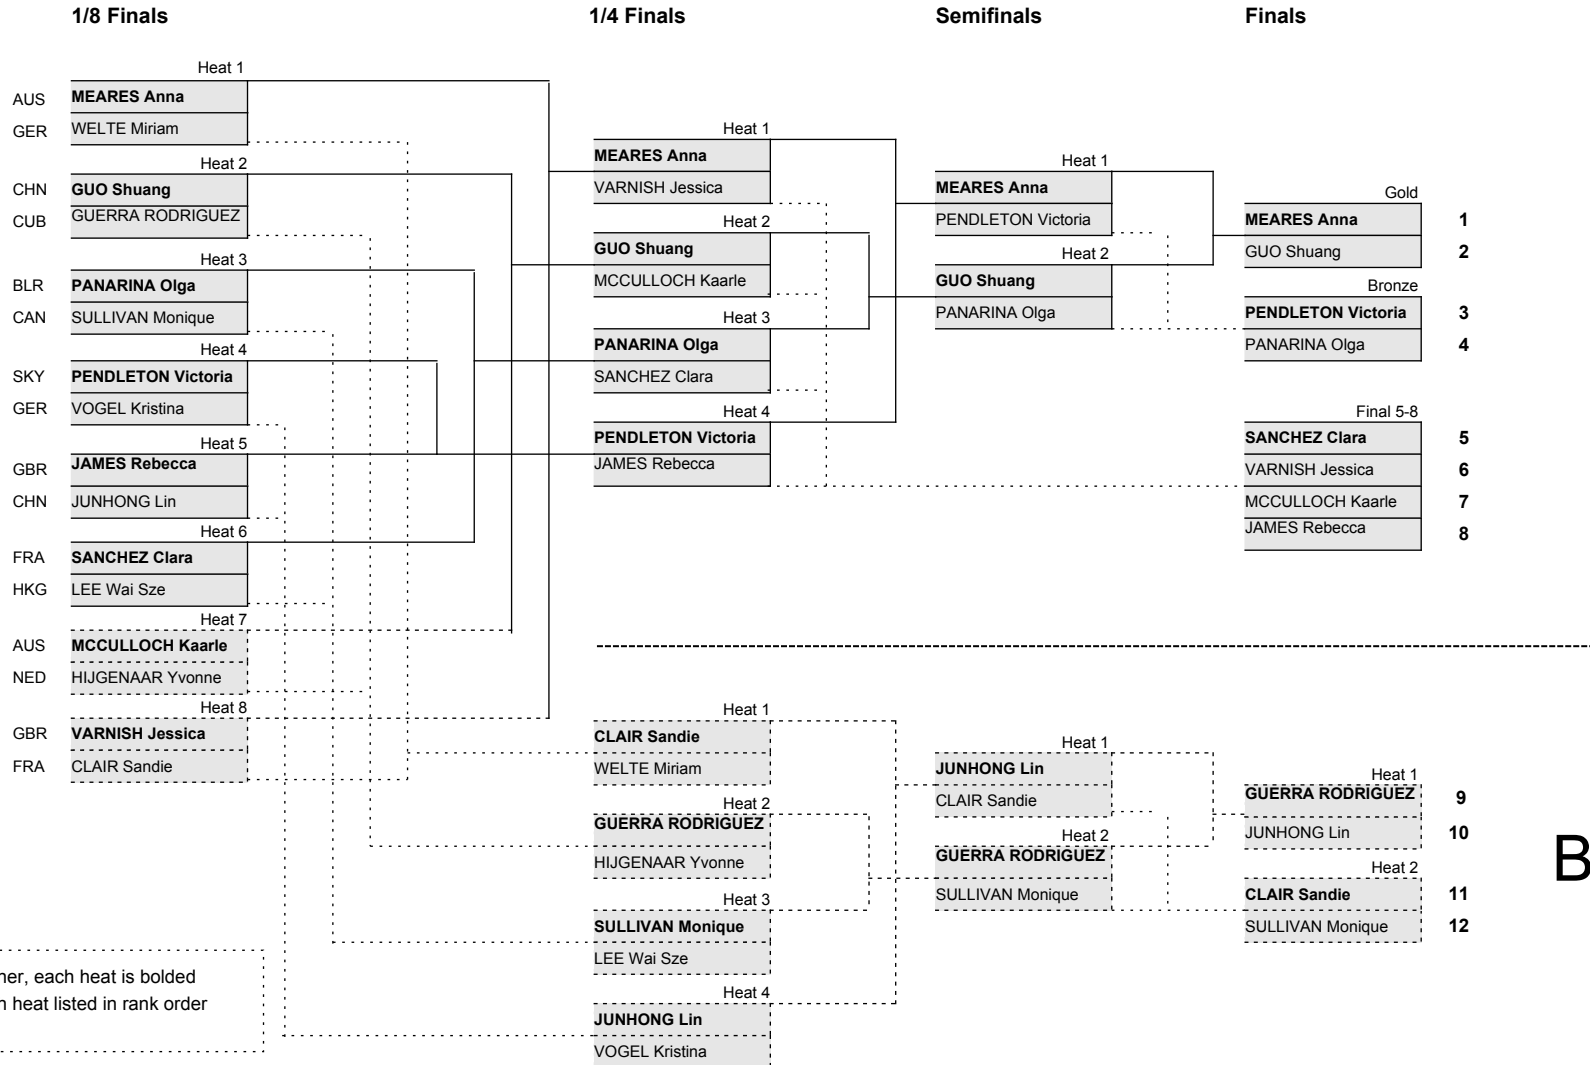 1/8 Finals 1/4 Finals Semifinals Finals
Heat 1
AUS MEARES Anna
GER WELTE Miriam
Heat 2
CHN GUO Shuang
CUB GUERRA RODRIGUEZ
Heat 3
BLR PANARINA Olga
CAN SULLIVAN Monique
Heat 4
SKY PENDLETON Victoria
GER VOGEL Kristina
Heat 5
GBR JAMES Rebecca
CHN JUNHONG Lin
Heat 6
FRA SANCHEZ Clara
HKG LEE Wai Sze
Heat 7
AUS MCCULLOCH Kaarle
NED HIJGENAAR Yvonne
Heat 8
GBR VARNISH Jessica
FRA CLAIR Sandie
Heat 1
MEARES Anna
VARNISH Jessica
Heat 2
GUO Shuang
MCCULLOCH Kaarle
Heat 3
PANARINA Olga
SANCHEZ Clara
Heat 4
PENDLETON Victoria
JAMES Rebecca
Heat 1
MEARES Anna
PENDLETON Victoria
Heat 2
GUO Shuang
PANARINA Olga
Gold
MEARES Anna 1
GUO Shuang 2
Bronze
PENDLETON Victoria 3
PANARINA Olga 4
Final 5-8
SANCHEZ Clara 5
VARNISH Jessica 6
MCCULLOCH Kaarle 7
JAMES Rebecca 8
Heat 1
CLAIR Sandie
WELTE Miriam
Heat 2
GUERRA RODRIGUEZ
HIJGENAAR Yvonne
Heat 3
SULLIVAN Monique
LEE Wai Sze
Heat 4
JUNHONG Lin
VOGEL Kristina
Heat 1
JUNHONG Lin
CLAIR Sandie
Heat 2
GUERRA RODRIGUEZ
SULLIVAN Monique
Heat 1
GUERRA RODRIGUEZ 9
JUNHONG Lin 10
Heat 2
CLAIR Sandie 11
SULLIVAN Monique 12
B
each heat is bolded
heat listed in rank order